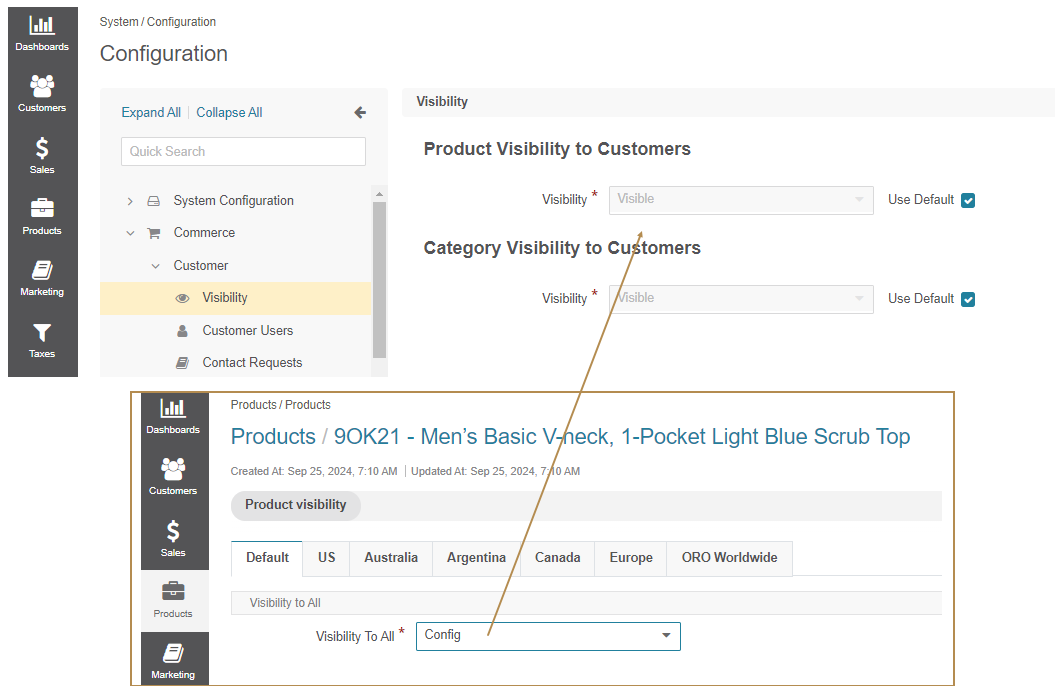 Dashboards
Customers
Sales
Products
Marketing
Taxes
System / Configuration
Configuration
Expand All | Collapse All
Quick Search
System Configuration
Commerce
Customer
Visibility
Customer Users
Contact Requests
Visibility
Product Visibility to Customers
Visibility * Visible Use Default
Category Visibility to Customers
Visibility * Visible Use Default
Dashboards
Customers
Sales
Products
Marketing
Products / Products
Products / 9OK21 - Men’s Basic V-neck, 1-Pocket Light Blue Scrub Top
Created At: Sep 25, 2024, 7:10 AM | Updated At: Sep 25, 2024, 7:10 AM
Product visibility
Default US Australia Argentina Canada Europe ORO Worldwide
Visibility to All
Visibility To All * Config